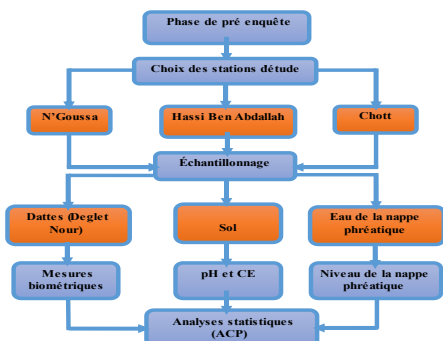 Phase de pré enquête
Choix des stations détude
N'Goussa
Hassi Ben Abdallah
Chott
Échantillonnage
Dattes (Deglet
Nour)
Sol
Eau de la nappe
phréatique
Mesures
biométriques
pH et CE
Niveau de la nappe
phréatique
Analyses statistiques
(ACP)